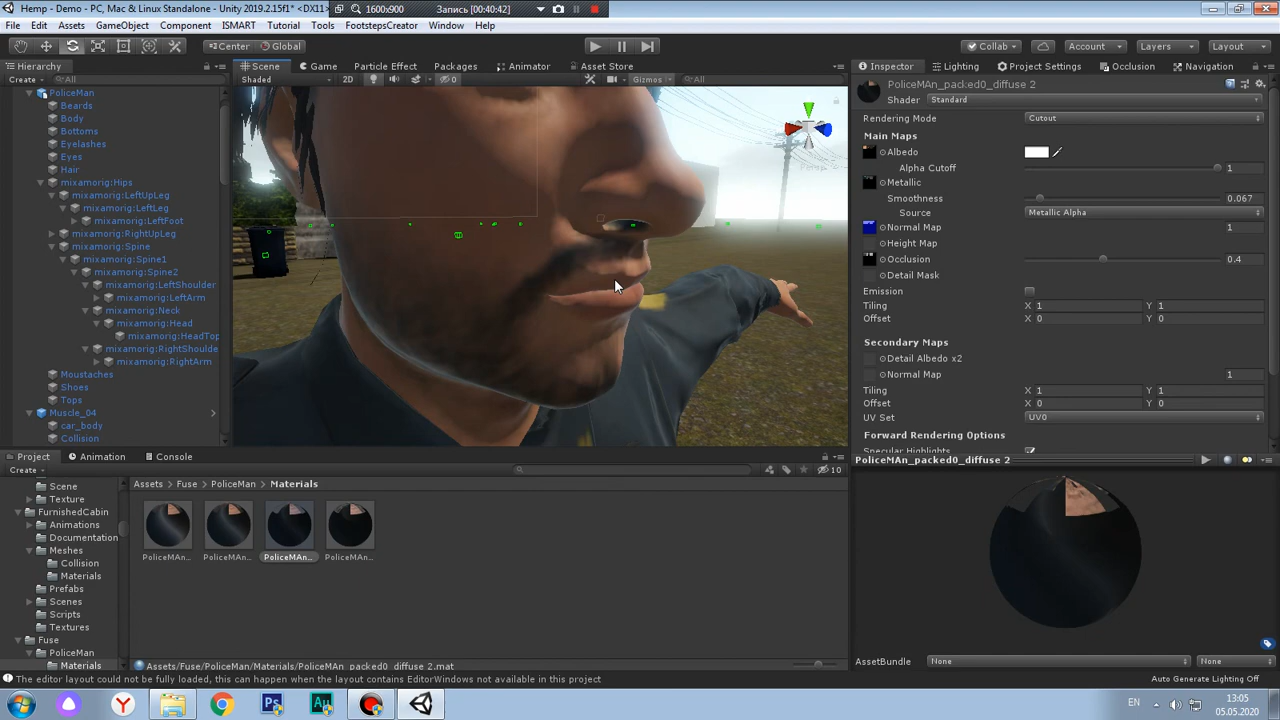 Hemp - Demo - PC, Mac & Linux Standalone - Unity 2019.2.15f1* <DX11>
1600x900
Запись [00:40:42]
File Edit Assets GameObject Component ISMART Tutorial Tools FootstepsCreator Window Help
Center Global
Collab Account Layers Layout
Hierarchy
Create All
PoliceMan
Beards
Body
Bottoms
Eyelashes
Eyes
Hair
mixamorig:Hips
mixamorig:LeftUpLeg
mixamorig:LeftLeg
mixamorig:LeftFoot
mixamorig:RightUpLeg
mixamorig:Spine
mixamorig:Spine1
mixamorig:Spine2
mixamorig:LeftShoulder
mixamorig:LeftArm
mixamorig:Neck
mixamorig:Head
mixamorig:HeadTop
mixamorig:RightShoulde
mixamorig:RightArm
Moustaches
Shoes
Tops
Muscle_04
car_body
Collision
Scene Game Particle Effect Packages Animator Asset Store
Shaded 2D 0 Gizmos All
Inspector Lighting Project Settings Occlusion Navigation
PoliceMAn_packed0_diffuse 2
Shader Standard
Rendering Mode Cutout
Main Maps
Albedo
Alpha Cutoff 1
Metallic
Smoothness 0.067
Source Metallic Alpha
Normal Map 1
Height Map
Occlusion 0.4
Detail Mask
Emission
Tiling X 1 Y 1
Offset X 0 Y 0
Secondary Maps
Detail Albedo x2
Normal Map 1
Tiling X 1 Y 1
Offset X 0 Y 0
UV Set UV0
Forward Rendering Options
Specular Highlights
PoliceMAn_packed0_diffuse 2
AssetBundle None None
Project Animation Console
Create 10
Scene
Texture
FurnishedCabin
Animations
Documentation
Meshes
Collision
Materials
Prefabs
Scenes
Scripts
Textures
Fuse
PoliceMan
Materials
Assets Fuse PoliceMan Materials
PoliceMAn... PoliceMAn... PoliceMAn... PoliceMAn...
Assets/Fuse/PoliceMan/Materials/PoliceMAn_packed0_diffuse 2.mat
The editor layout could not be fully loaded, this can happen when the layout contains EditorWindows not available in this project
Auto Generate Lighting Off
EN
13:05
05.05.2020